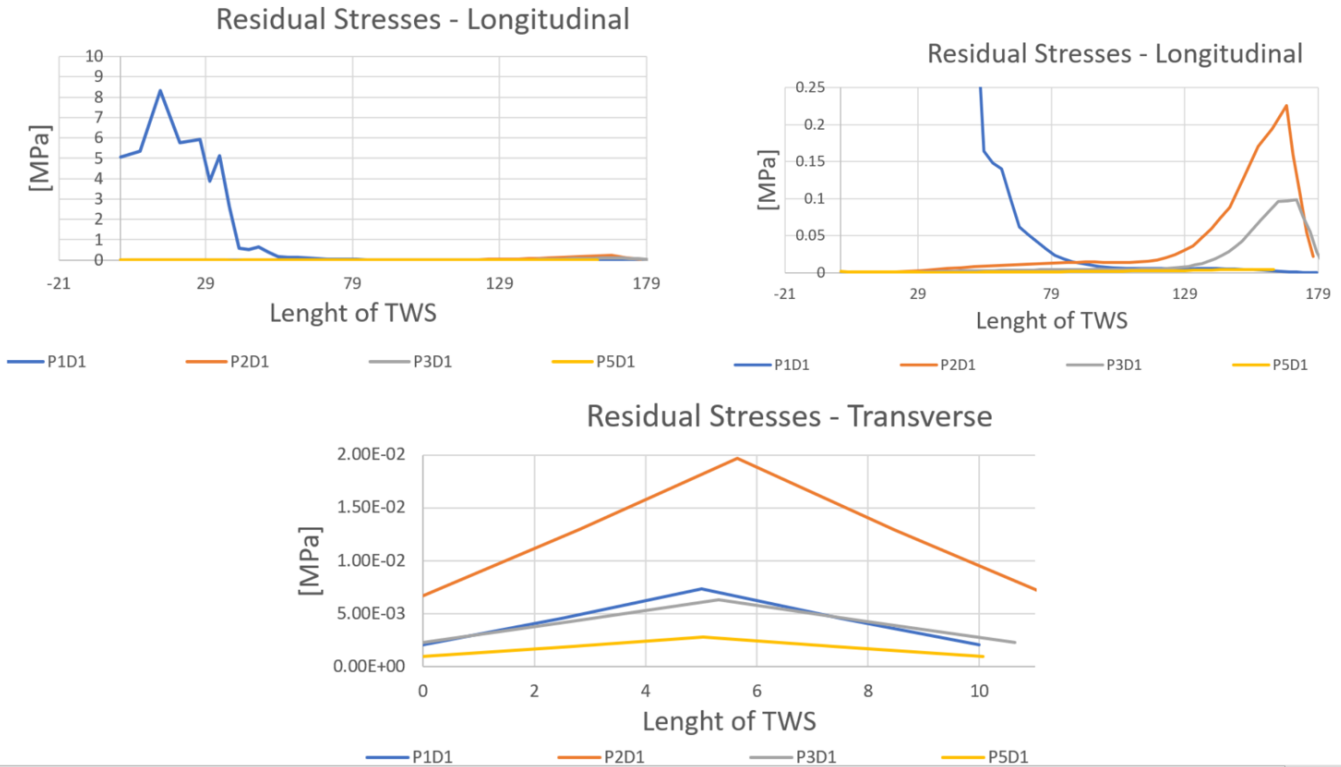 Residual Stresses - Longitudinal
10
9
8
7
6
5
4
3
2
1
0
[MPa]
-21 29 79 129 179
Lenght of TWS
P1D1 P2D1 P3D1 P5D1
Residual Stresses - Longitudinal
0.25
0.2
0.15
0.1
0.05
0
[MPa]
-21 29 79 129 179
Lenght of TWS
P1D1 P2D1 P3D1 P5D1
Residual Stresses - Transverse
2.00E-02
1.50E-02
1.00E-02
5.00E-03
0.00E+00
[MPa]
0 2 4 6 8 10
Lenght of TWS
P1D1 P2D1 P3D1 P5D1